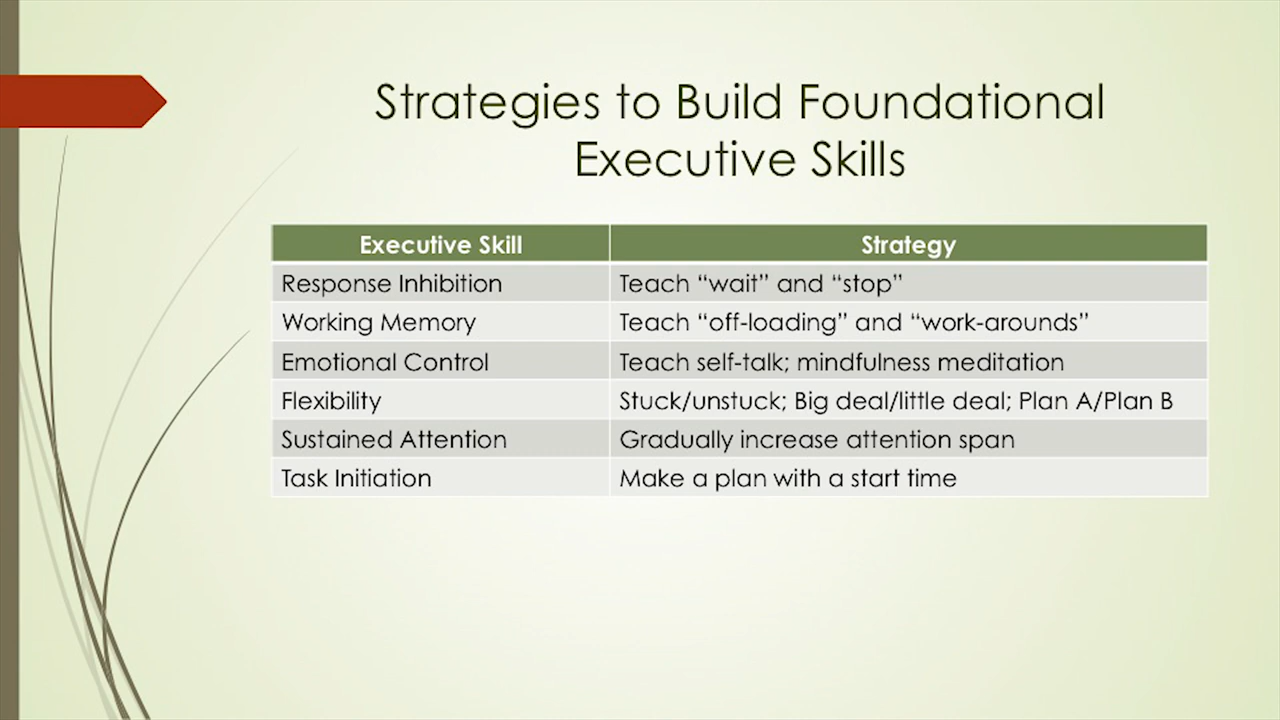 Strategies to Build Foundational
Executive Skills
Executive Skill Strategy
Response Inhibition Teach “wait” and “stop”
Working Memory Teach “off-loading” and “work-arounds”
Emotional Control Teach self-talk; mindfulness meditation
Flexibility Stuck/unstuck; Big deal/little deal; Plan A/Plan B
Sustained Attention Gradually increase attention span
Task Initiation Make a plan with a start time